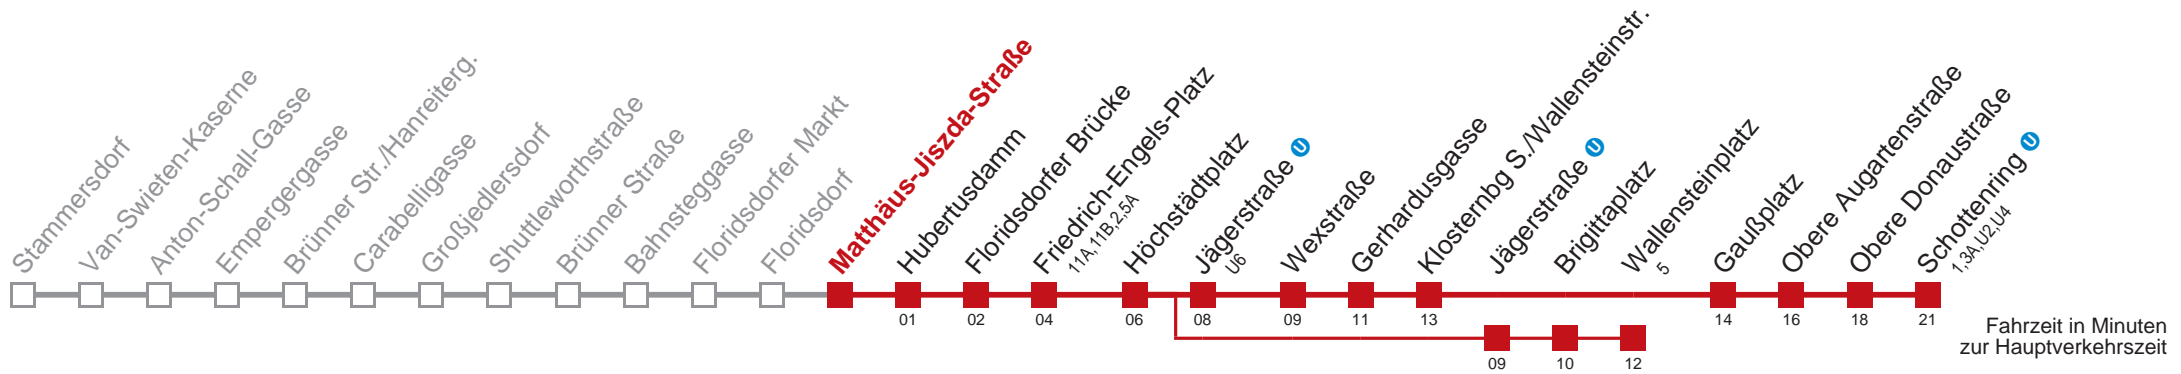 Stammersdorf
Van-Swieten-Kaserne
Anton-Schall-Gasse
Empergergasse
Brünner Str./Hanreiterg.
Carabelligasse
Großjedlersdorf
Shuttleworthstraße
Brünner Straße
Bahnsteggasse
Floridsdorfer Markt
Floridsdorf
Matthäus-Jiszda-Straße
Hubertusdamm
Floridsdorfer Brücke
Friedrich-Engels-Platz
11A,11B,2,5A
Höchstädtplatz
Jägerstraße U
U6
Wexstraße
Gerhardusgasse
Klosternbg S./Wallensteinstr.
Jägerstraße U
Brigittaplatz
Wallensteinplatz
5
Gaußplatz
Obere Augartenstraße
Obere Donaustraße
Schottenring U
1,3A,U2,U4
01 02 04 06 08 09 11 13 14 16 18 21
09 10 12
Fahrzeit in Minuten
zur Hauptverkehrszeit